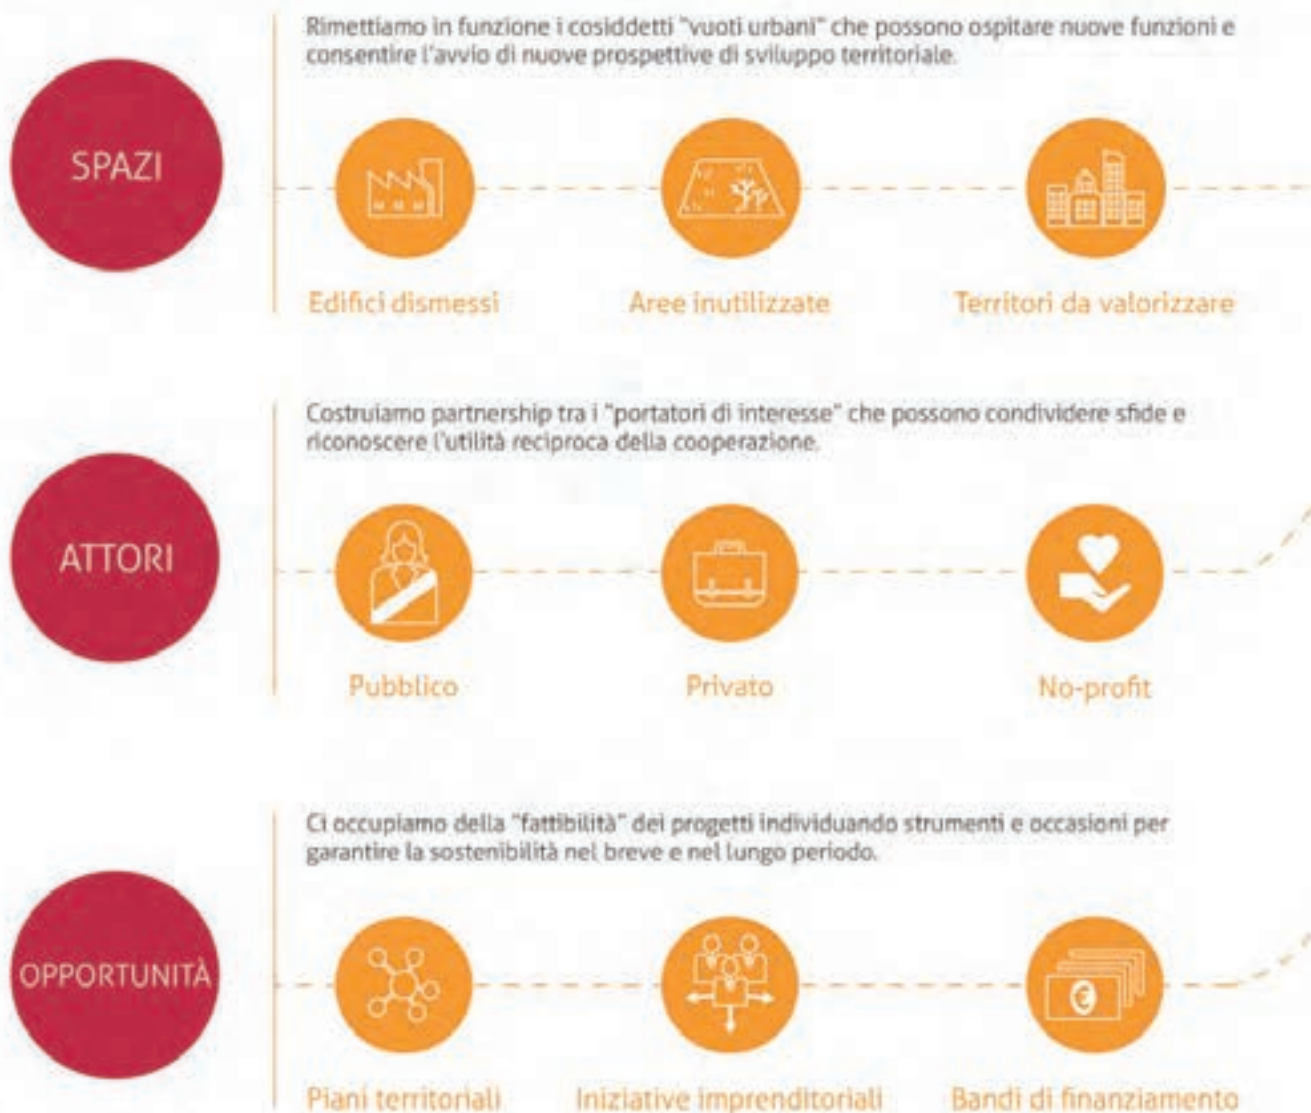 Rimettiamo in funzione i cosiddetti "vuoti urbani" che possono ospitare nuove funzioni e
consentire l'avvio di nuove prospettive di sviluppo territoriale.
SPAZI
Edifici dismessi
Aree inutilizzate
Territori da valorizzare
Costruiamo partnership tra i "portatori di interesse" che possono condividere sfide e
riconoscere l'utilità reciproca della cooperazione.
ATTORI
Pubblico
Privato
No-profit
Ci occupiamo della "fattibilità" dei progetti individuando strumenti e occasioni per
garantire la sostenibilità nel breve e nel lungo periodo.
OPPORTUNITÀ
€
Piani territoriali
Iniziative imprenditoriali
Bandi di finanziamento